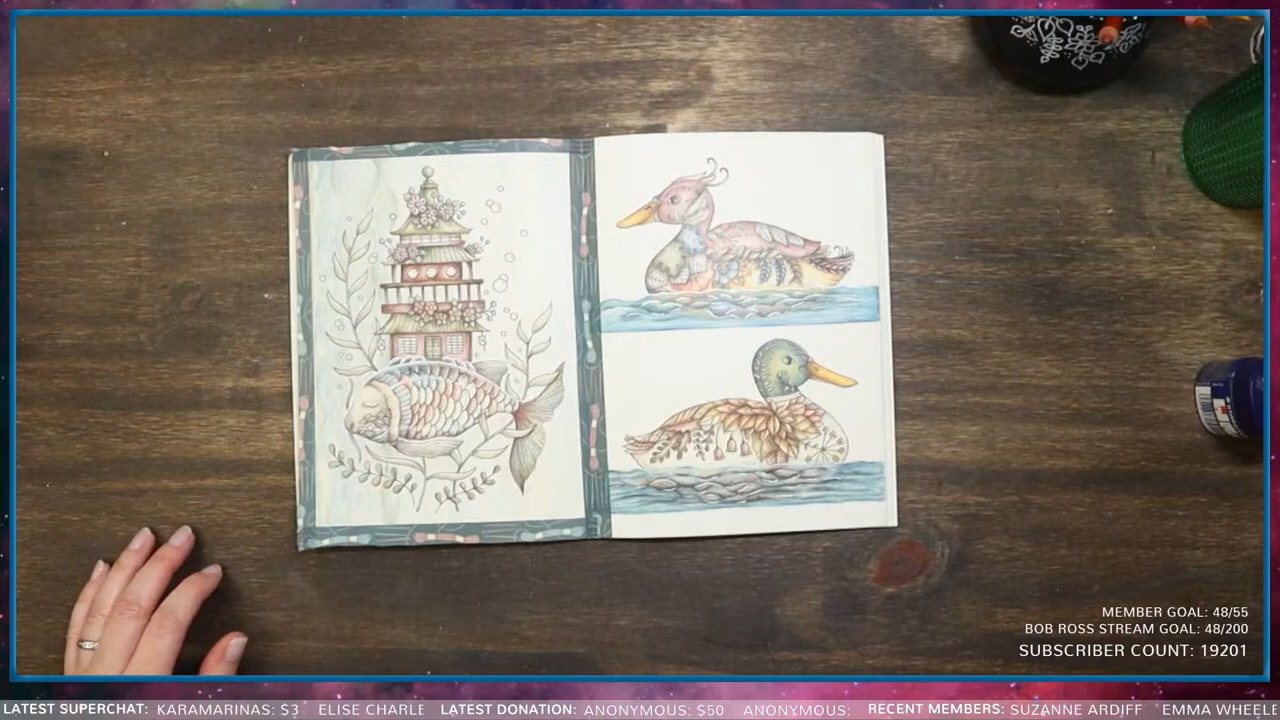 MEMBER GOAL: 48/55
BOB ROSS STREAM GOAL: 48/200
SUBSCRIBER COUNT: 19201
LATEST SUPERCHAT: KARAMARINAS: $3 ELISE CHARLE LATEST DONATION: ANONYMOUS: $50 ANONYMOUS: RECENT MEMBERS: SUZANNE ARDIFF EMMA WHEELE